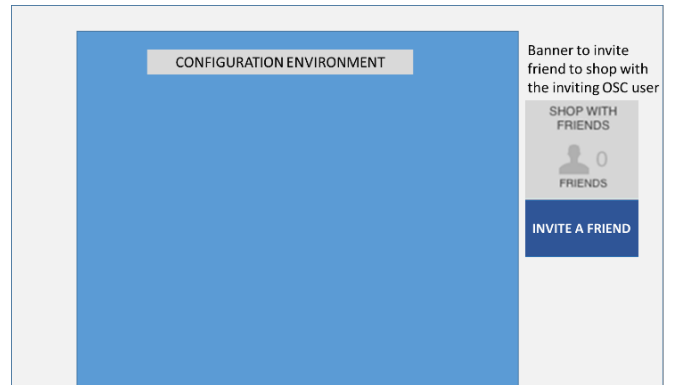 CONFIGURATION ENVIRONMENT
Banner to invite
friend to shop with
the inviting OSC user
SHOP WITH
FRIENDS
0
FRIENDS
INVITE A FRIEND